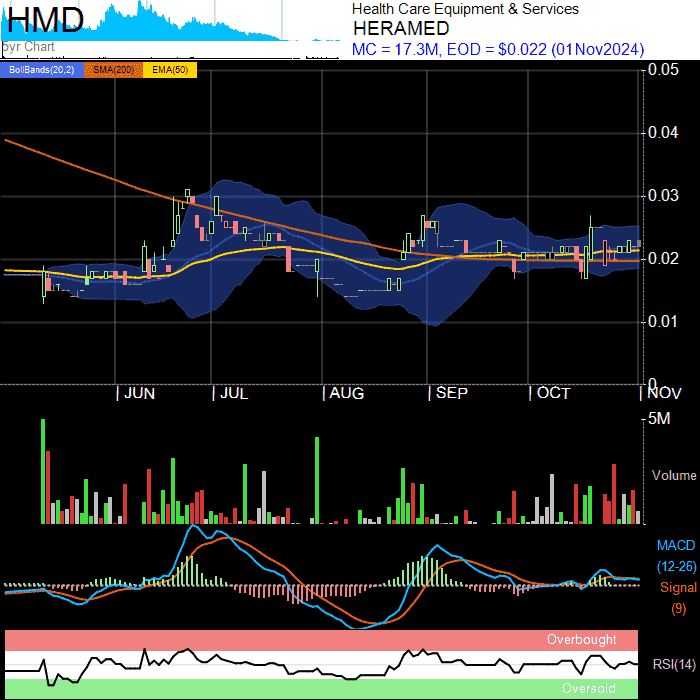 HMD
5yr Chart
Health Care Equipment & Services
HERAMED
MC = 17.3M, EOD = $0.022 (01Nov2024)
BollBands(20,2) SMA(200) EMA(50)
0.05
0.04
0.03
0.02
0.01
0
JUN JUL AUG SEP OCT NOV
5M
Volume
MACD
(12-26)
Signal
(9)
Overbought
RSI(14)
Oversold